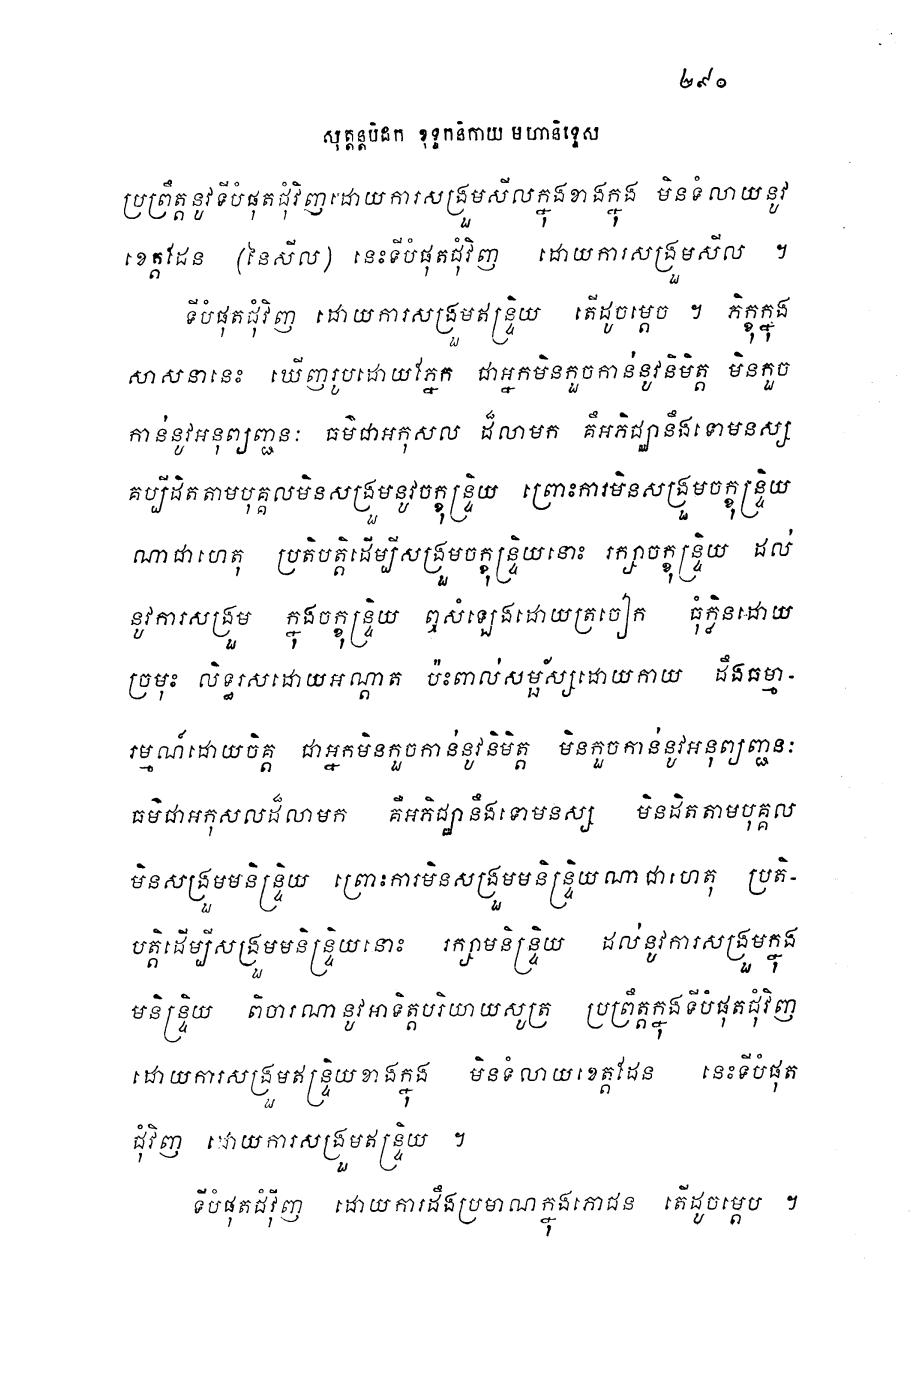 ២៩០
សុត្តន្តបិដក ខុទ្ទកនិកាយ មហានិទ្ទេស
ប្រព្រឹត្តនូវទីបំផុតជុំវិញដោយការសង្រួមសីលក្នុងខាងក្នុង មិនទំលាយនូវ
ខេត្តដែន (នៃសីល) នេះទីបំផុតជុំវិញ ដោយការសង្រួមសីល ។
ទីបំផុតជុំវិញ ដោយការសង្រួមឥន្ទ្រិយ តើដូចម្តេច ។ ភិក្ខុក្នុង
សាសនានេះ ឃើញរូបដោយភ្នែក ជាអ្នកមិនកួចកាន់នូវនិមិត្ត មិនកួច
កាន់នូវអនុព្យញ្ជនៈ ធម៌ជាអកុសល ដ៏លាមក គឺអភិជ្ឈានឹងទោមនស្ស
គប្បីជិតតាមបុគ្គលមិនសង្រួមនូវចក្ខុន្ទ្រិយ ព្រោះការមិនសង្រួមចក្ខុន្ទ្រិយ
ណាជាហេតុ ប្រតិបត្តិដើម្បីសង្រួមចក្ខុន្ទ្រិយនោះ រក្សាចក្ខុន្ទ្រិយ ដល់
នូវការសង្រួម ក្នុងចក្ខុន្ទ្រិយ ឮសំឡេងដោយត្រចៀក ធុំក្លិនដោយ
ច្រមុះ លិទ្ធរសដោយអណ្តាត ប៉ះពាល់សម្ផ័ស្សដោយកាយ ដឹងធម្មា-
រម្មណ៍ដោយចិត្ត ជាអ្នកមិនកួចកាន់នូវនិមិត្ត មិនកួចកាន់នូវអនុព្យញ្ជនៈ
ធម៌ជាអកុសលដ៏លាមក គឺអភិជ្ឈានឹងទោមនស្ស មិនជិតតាមបុគ្គល
មិនសង្រួមមនិន្ទ្រិយ ព្រោះការមិនសង្រួមមនិន្ទ្រិយណាជាហេតុ ប្រតិ-
បត្តិដើម្បីសង្រួមមនិន្ទ្រិយនោះ រក្សាមនិន្ទ្រិយ ដល់នូវការសង្រួមក្នុង
មនិន្ទ្រិយ ពិចារណានូវអាទិត្តបរិយាយសូត្រ ប្រព្រឹត្តក្នុងទីបំផុតជុំវិញ
ដោយការសង្រួមឥន្ទ្រិយខាងក្នុង មិនទំលាយខេត្តដែន នេះទីបំផុត
ជុំវិញ ដោយការសង្រួមឥន្ទ្រិយ ។
ទីបំផុតជុំវិញ ដោយការដឹងប្រមាណក្នុងភោជន តើដូចម្តេច ។